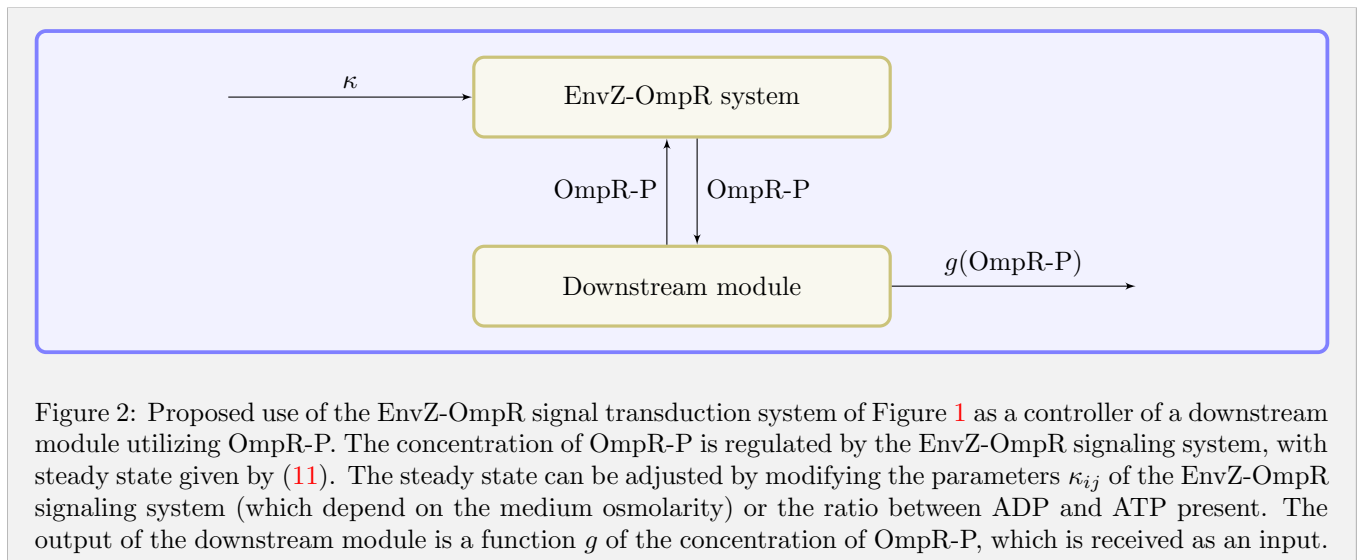 κ
EnvZ-OmpR system
OmpR-P
OmpR-P
Downstream module
g(OmpR-P)
Figure 2: Proposed use of the EnvZ-OmpR signal transduction system of Figure 1 as a controller of a downstream
module utilizing OmpR-P. The concentration of OmpR-P is regulated by the EnvZ-OmpR signaling system, with
steady state given by (11). The steady state can be adjusted by modifying the parameters κij of the EnvZ-OmpR
signaling system (which depend on the medium osmolarity) or the ratio between ADP and ATP present. The
output of the downstream module is a function g of the concentration of OmpR-P, which is received as an input.